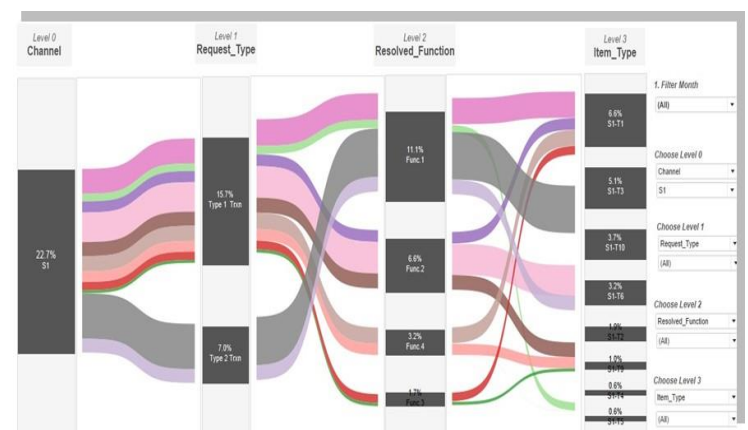 Level 0
Channel
Level 1
Request_Type
Level 2
Resolved_Function
Level 3
Item_Type
22.7%
S1
15.7%
Type 1 Trxn
7.0%
Type 2 Trxn
11.1%
Func.1
6.6%
Func.2
3.2%
Func.4
1.7%
Func.3
6.6%
S1-T1
5.1%
S1-T3
3.7%
S1-T10
3.2%
S1-T6
1.0%
S1-T2
1.0%
S1-T9
0.6%
S1-T4
0.6%
S1-T5
1. Filter Month
(All)
Choose Level 0
Channel
S1
Choose Level 1
Request_Type
(All)
Choose Level 2
Resolved_Function
(All)
Choose Level 3
Item_Type
(All)